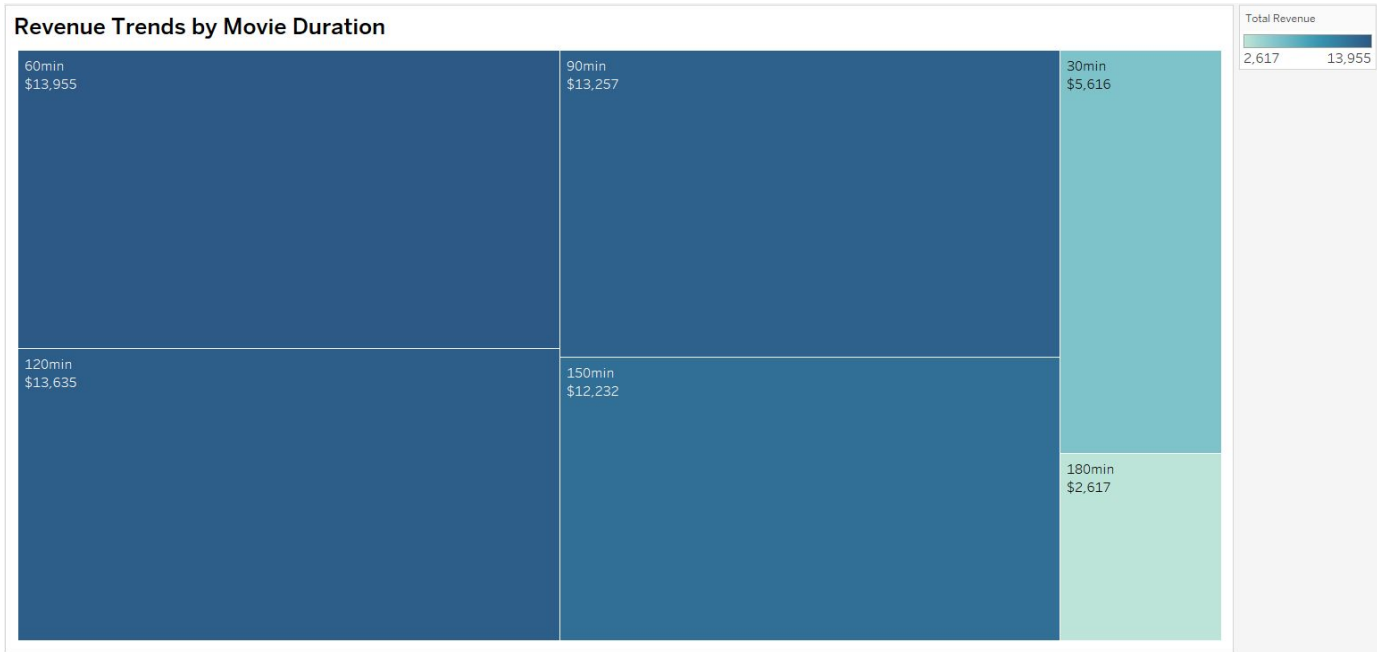 Revenue Trends by Movie Duration
60min
$13,955
90min
$13,257
30min
$5,616
120min
$13,635
150min
$12,232
180min
$2,617
Total Revenue
2,617 13,955